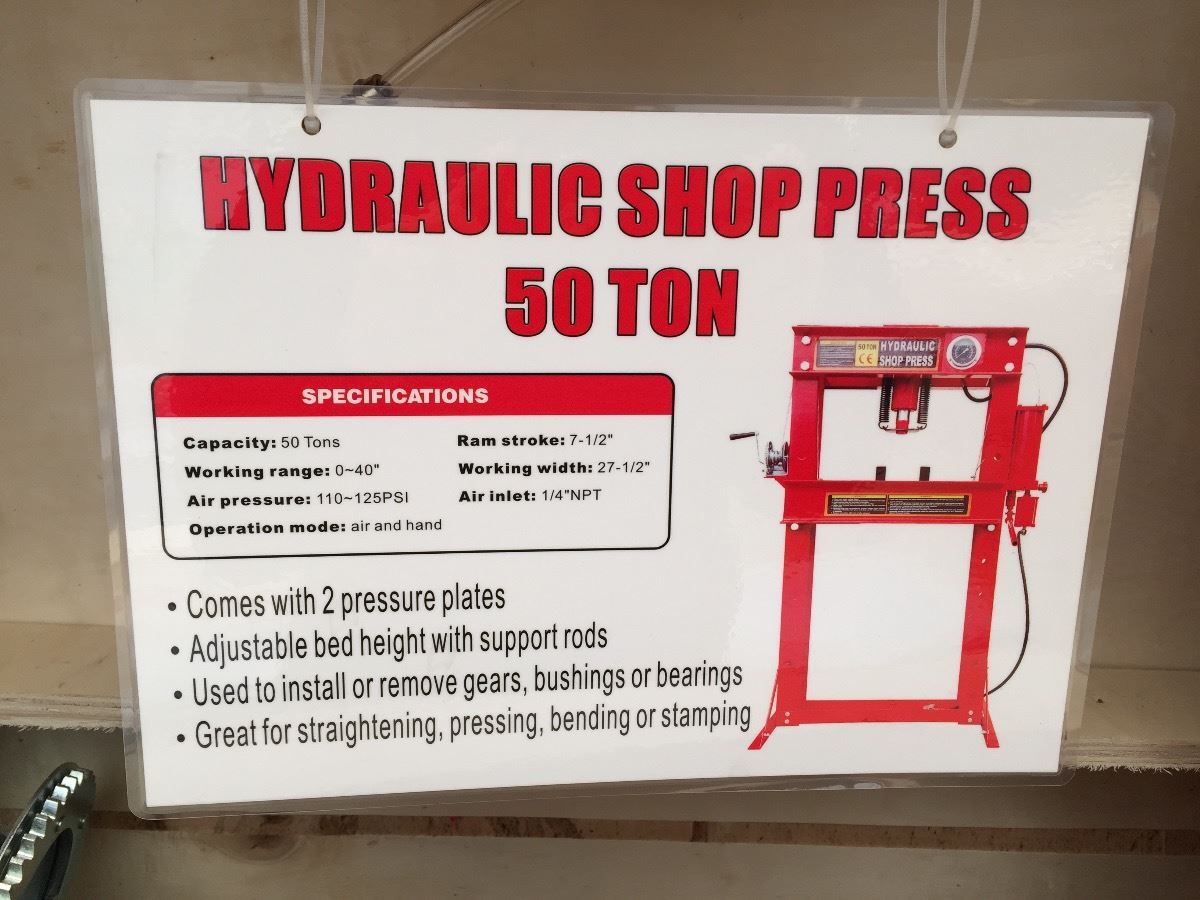 HYDRAULIC SHOP PRESS
50 TON
SPECIFICATIONS
Capacity: 50 Tons
Ram stroke: 7-1/2"
Working range: 0~40"
Working width: 27-1/2"
Air pressure: 110~125PSI
Air inlet: 1/4"NPT
Operation mode: air and hand
• Comes with 2 pressure plates
• Adjustable bed height with support rods
• Used to install or remove gears, bushings or bearings
• Great for straightening, pressing, bending or stamping
50 TON
CE
HYDRAULIC
SHOP PRESS